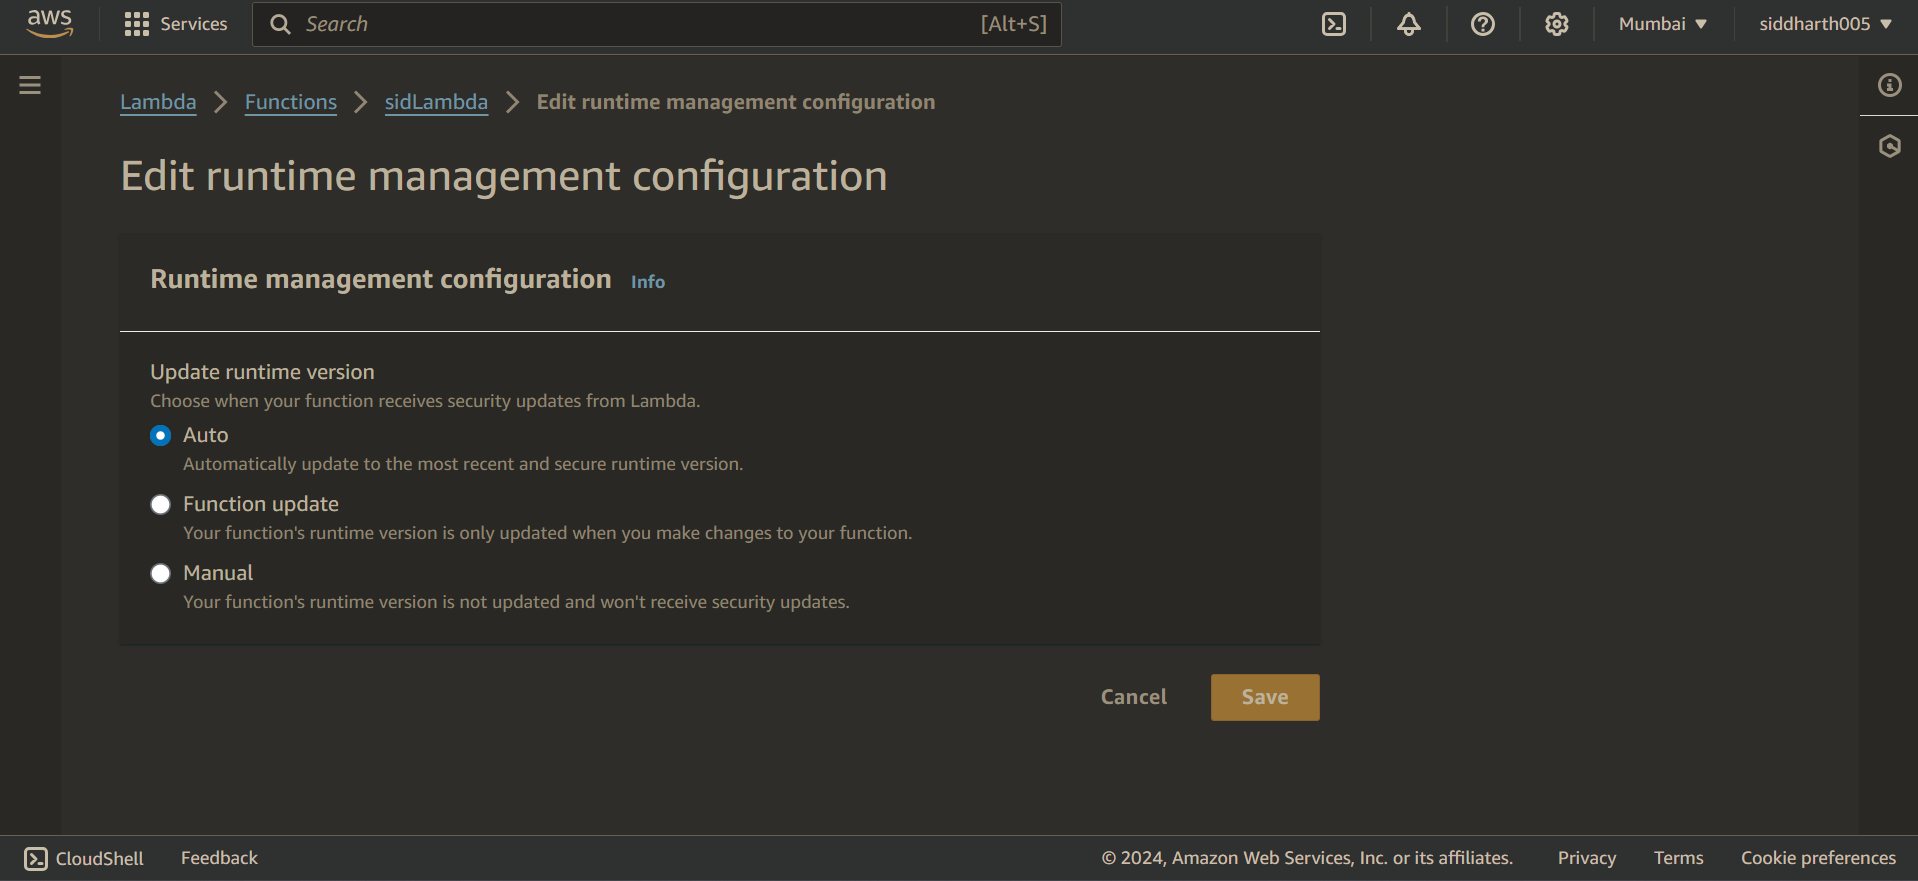 aws Services Search [Alt+S] Mumbai siddharth005
Lambda Functions sidLambda Edit runtime management configuration
Edit runtime management configuration
Runtime management configuration Info
Update runtime version
Choose when your function receives security updates from Lambda.
Auto
Automatically update to the most recent and secure runtime version.
Function update
Your function's runtime version is only updated when you make changes to your function.
Manual
Your function's runtime version is not updated and won't receive security updates.
Cancel Save
CloudShell Feedback © 2024, Amazon Web Services, Inc. or its affiliates. Privacy Terms Cookie preferences